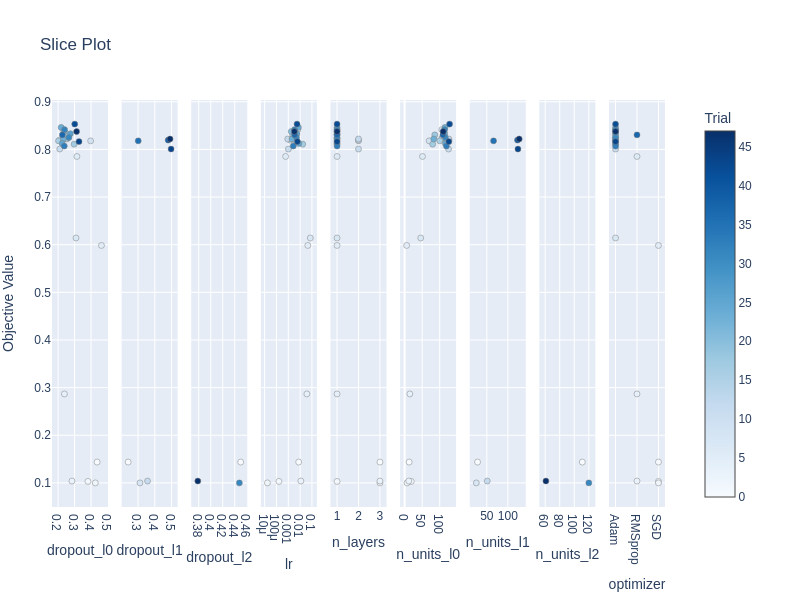 Slice Plot
Trial
Objective Value
0.9
0.8
0.7
0.6
0.5
0.4
0.3
0.2
0.1
0.2 0.3 0.4 0.5
dropout_l0
0.3 0.4 0.5
dropout_l1
0.38 0.4 0.42 0.44 0.46
dropout_l2
10μ 100μ 0.001 0.01 0.1
lr
1 2 3
n_layers
0 50 100
n_units_l0
50 100
n_units_l1
60 80 100 120
n_units_l2
Adam RMSprop SGD
optimizer
45
40
35
30
25
20
15
10
5
0